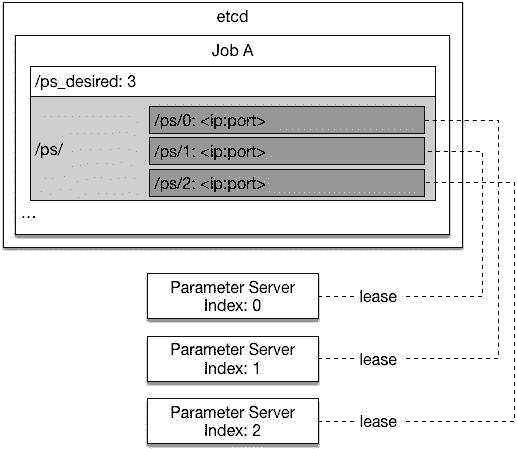 etcd
Job A
/ps_desired: 3
/ps/
/ps/0: <ip:port>
/ps/1: <ip:port>
/ps/2: <ip:port>
...
Parameter Server
Index: 0
lease
Parameter Server
Index: 1
lease
Parameter Server
Index: 2
lease